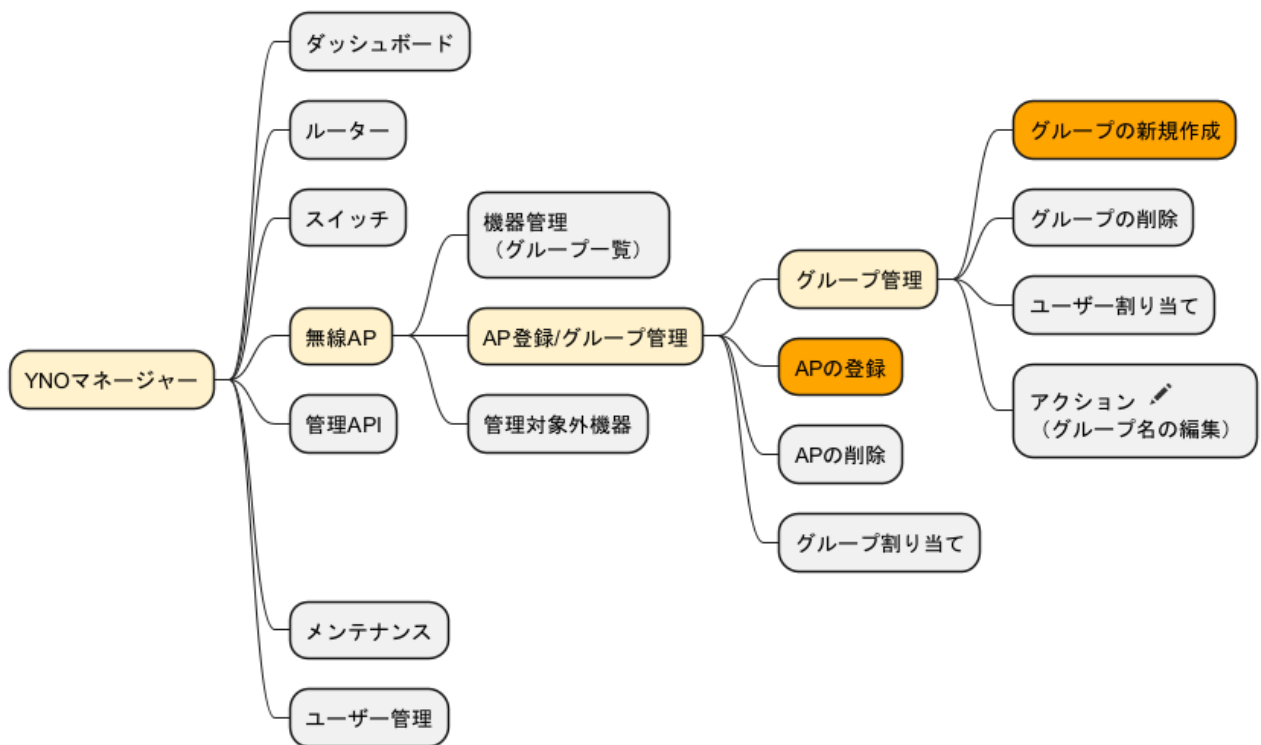 YNOマネージャー
ダッシュボード
ルーター
スイッチ
無線AP
管理API
メンテナンス
ユーザー管理
機器管理
（グループ一覧）
AP登録/グループ管理
管理対象外機器
グループ管理
APの登録
APの削除
グループ割り当て
グループの新規作成
グループの削除
ユーザー割り当て
アクション
（グループ名の編集）